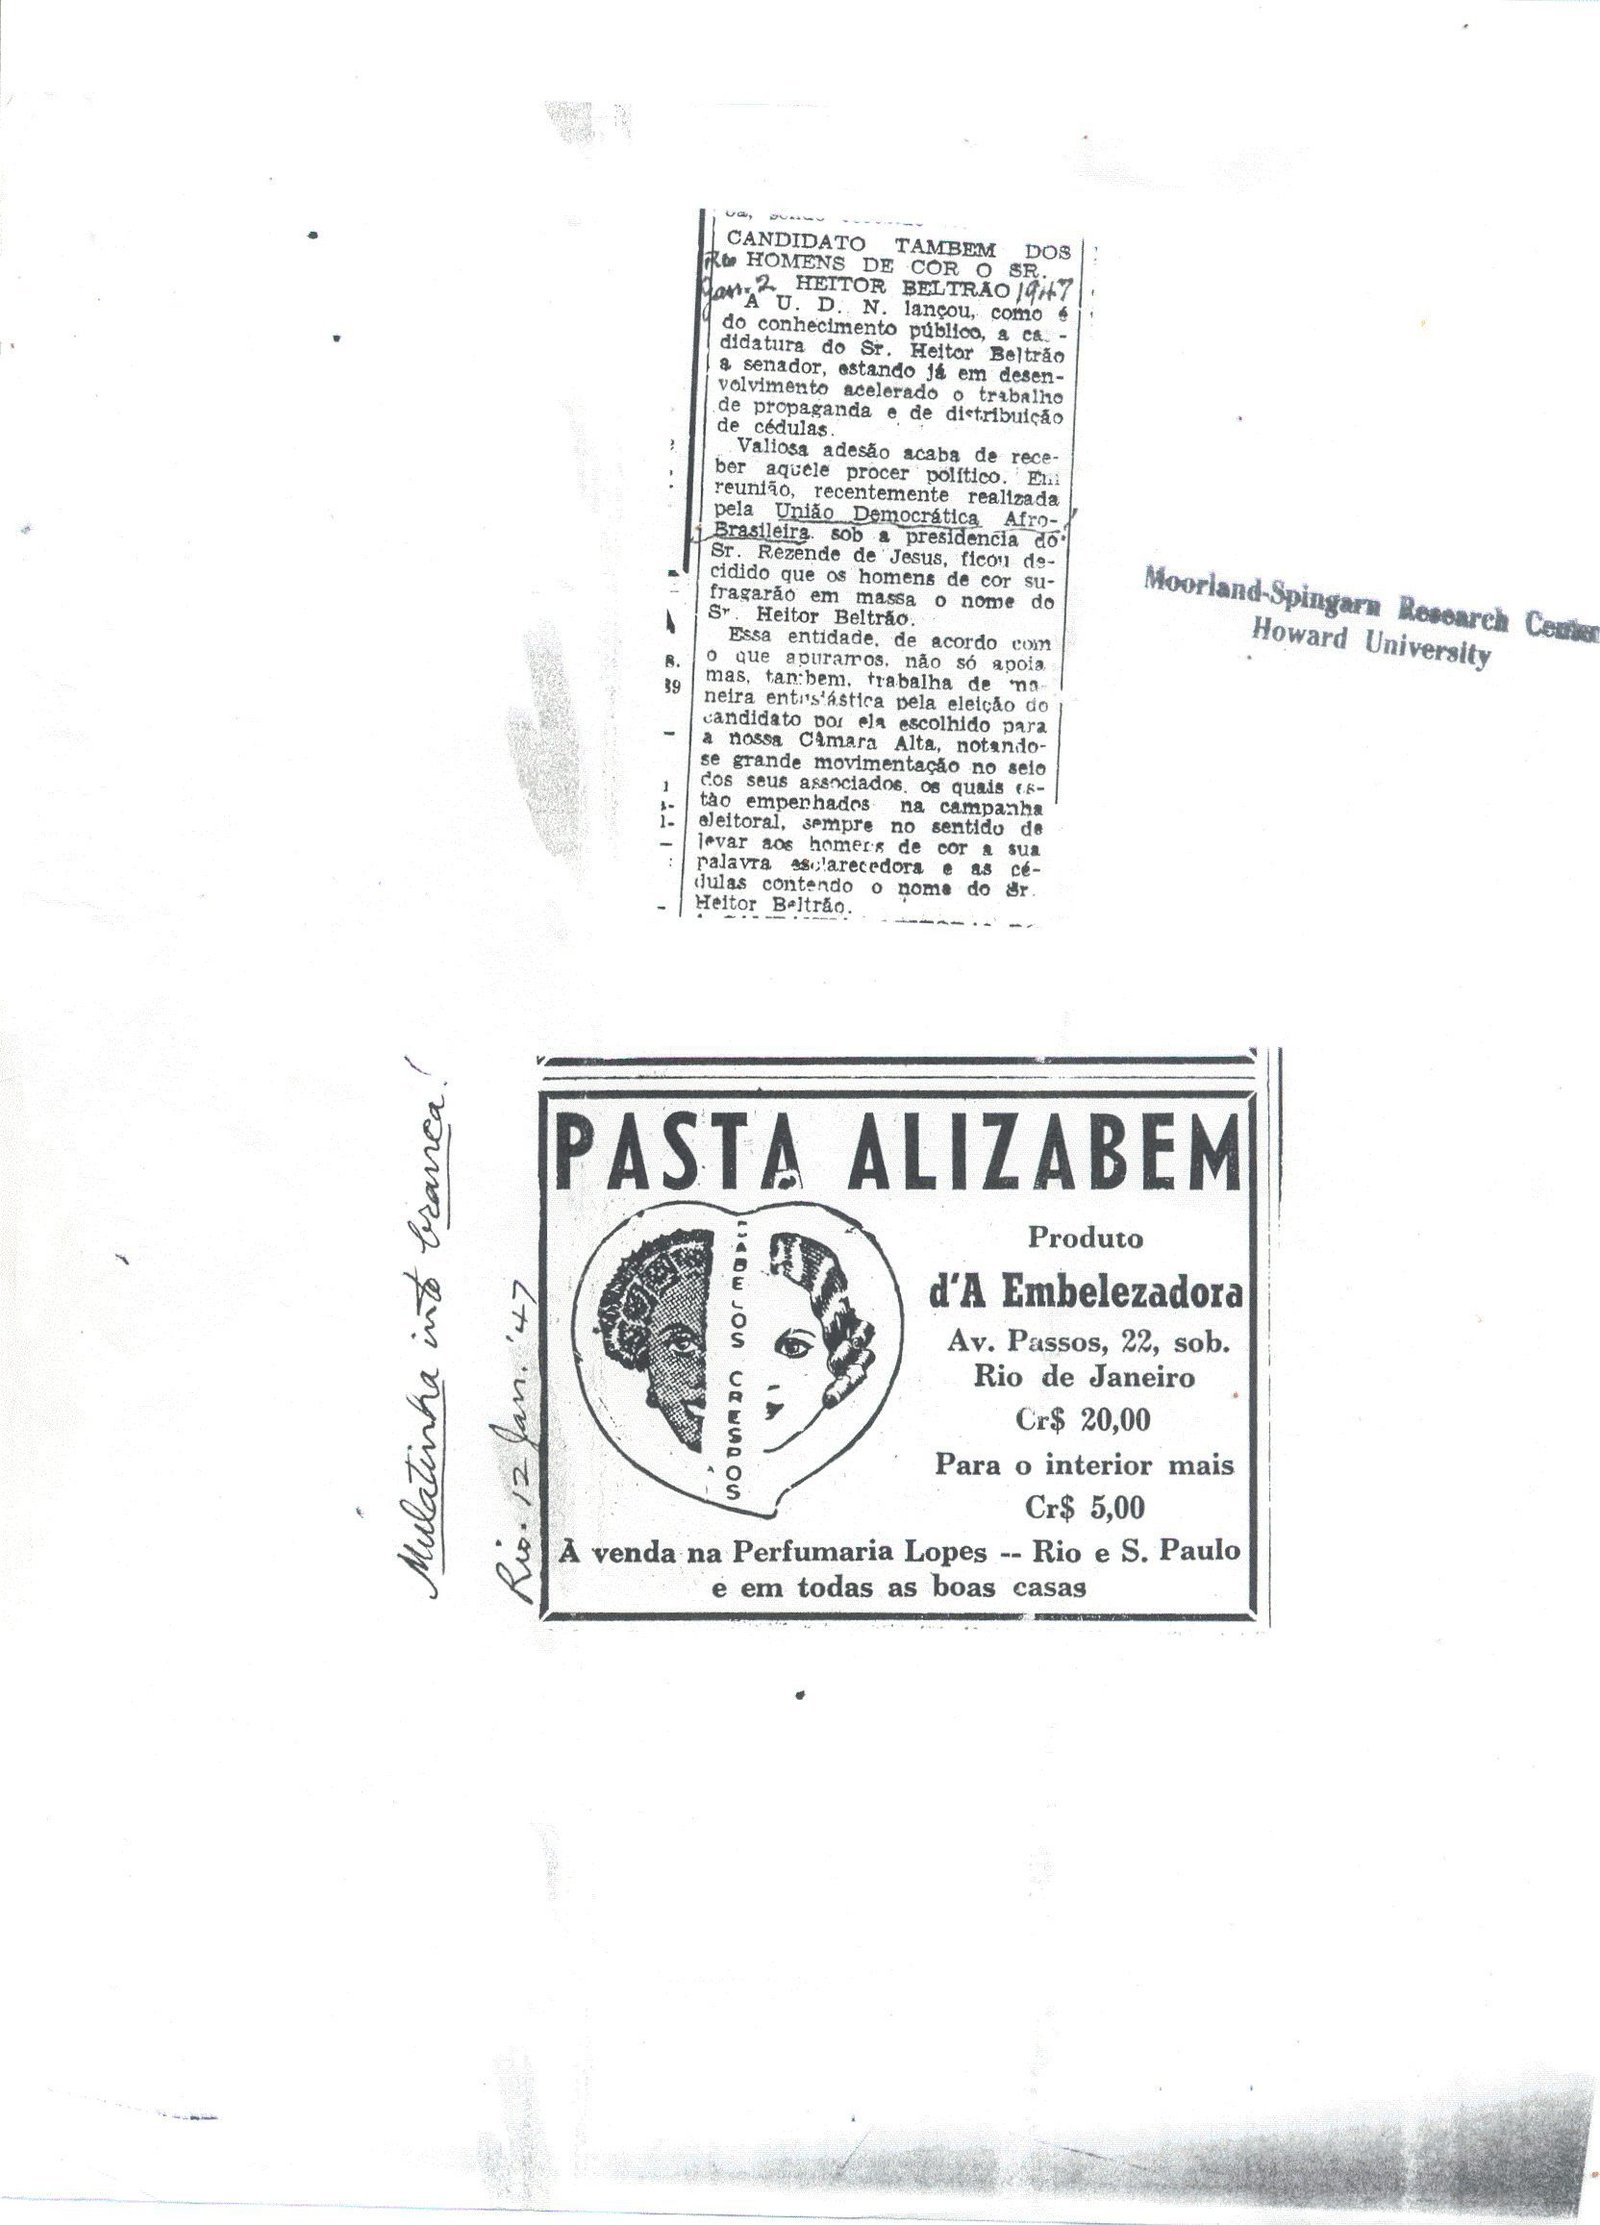 CANDIDATO TAMBEM DOS
HOMENS DE COR O SR.
HEITOR BELTRÃO
Rio
Jan. 2 1947
A U. D. N. lançou, como é
do conhecimento público, a ca -
didatura do Sr. Heitor Beltrão
a senador, estando já em desen-
volvimento acelerado o trabalho
de propaganda e de distribuição
de cédulas.
Valiosa adesão acaba de rece-
ber aquele procer político. Em
reunião, recentemente realizada
pela União Democrática Afro-
Brasileira. sob a presidencia do
Sr. Rezende de Jesus, ficou de-
cidido que os homens de cor su-
fragarão em massa o nome do
Sr. Heitor Beltrão.
Essa entidade, de acordo com
o que apuramos, não só apoia
mas, tambem, trabalha de ma-
neira entusiástica pela eleição do
candidato por ela escolhido para
a nossa Câmara Alta, notando-
se grande movimentação no seio
dos seus associados, os quais es-
tão empenhados na campanha
eleitoral, sempre no sentido de
levar aos homens de cor a sua
palavra esclarecedora e as cé-
dulas contendo o nome do Sr.
Heitor Beltrão.
8.
39
Moorland-Spingarn Research Center
Howard University
Mulatinha into branca!
Rio. 12 Jan. '47
PASTA ALIZABEM
CABELOS CRESPOS
Produto
d'A Embelezadora
Av. Passos, 22, sob.
Rio de Janeiro
Cr$ 20,00
Para o interior mais
Cr$ 5,00
À venda na Perfumaria Lopes -- Rio e S. Paulo
e em todas as boas casas